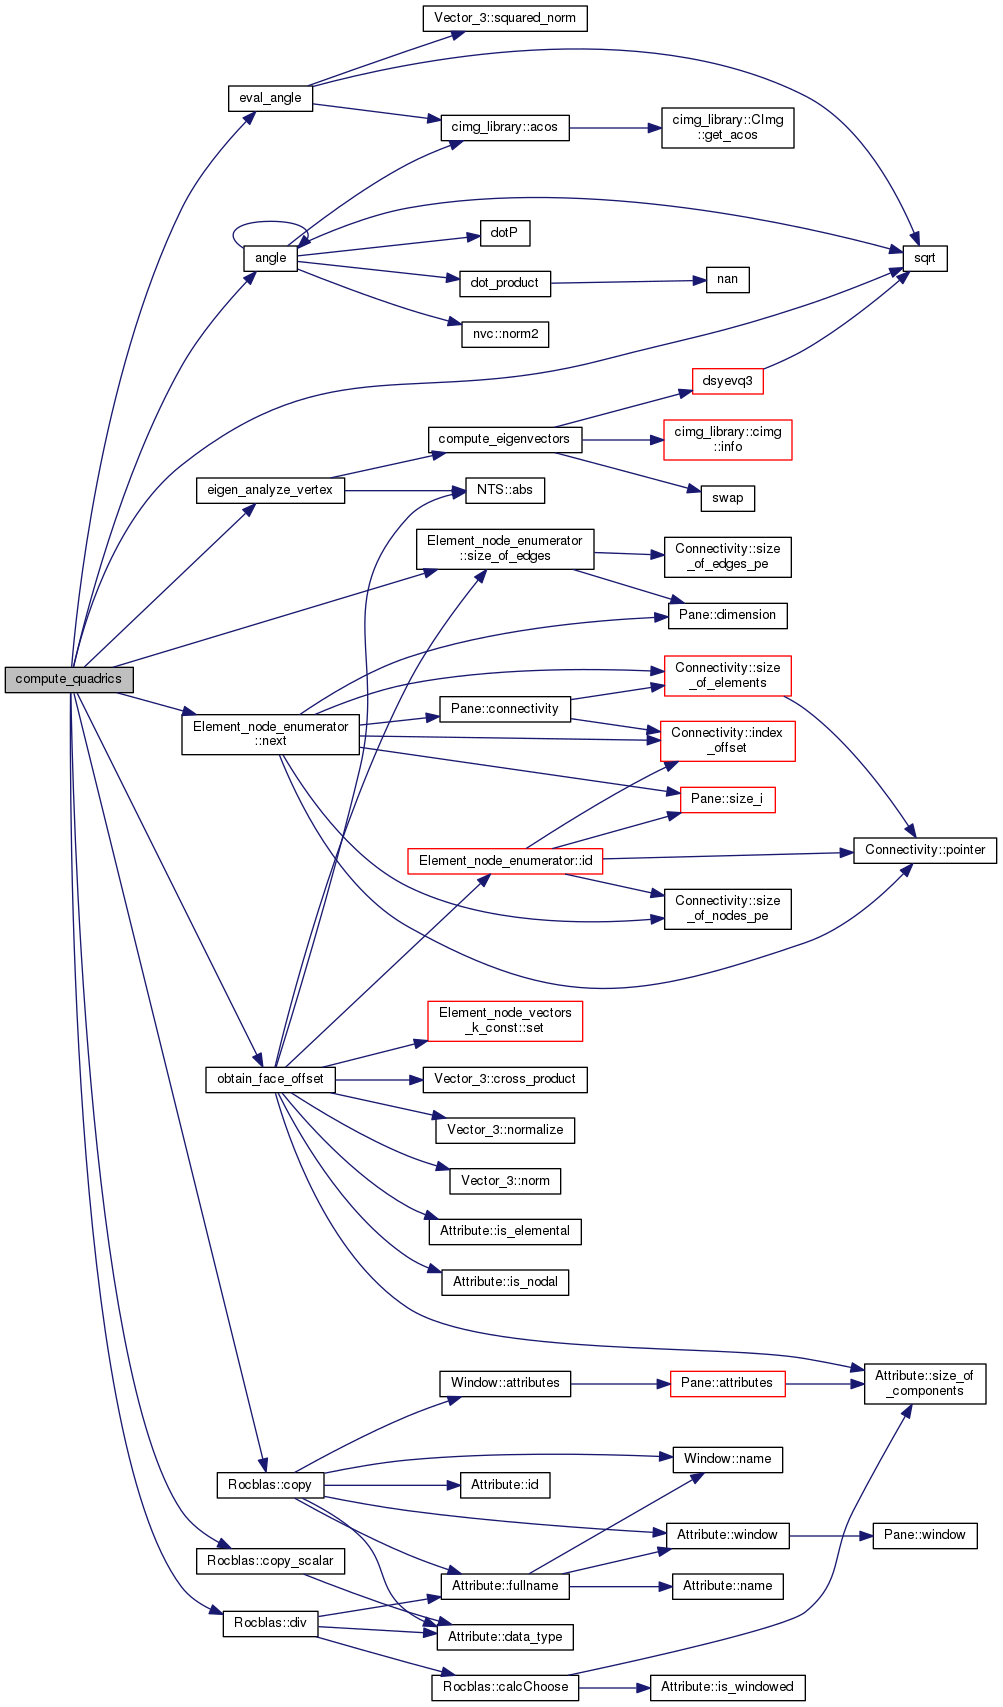 Vector_3::squared_norm
eval_angle
cimg_library::acos
cimg_library::CImg
::get_acos
dotP
angle
sqrt
dot_product
nan
nvc::norm2
dsyevq3
compute_eigenvectors
cimg_library::cimg
::info
eigen_analyze_vertex
NTS::abs
swap
Element_node_enumerator
::size_of_edges
Connectivity::size
_of_edges_pe
Pane::dimension
compute_quadrics
Connectivity::size
_of_elements
Pane::connectivity
Element_node_enumerator
::next
Connectivity::index
_offset
Pane::size_i
Element_node_enumerator::id
Connectivity::pointer
Connectivity::size
_of_nodes_pe
Element_node_vectors
_k_const::set
obtain_face_offset
Vector_3::cross_product
Vector_3::normalize
Vector_3::norm
Attribute::is_elemental
Attribute::is_nodal
Window::attributes
Pane::attributes
Attribute::size_of
_components
Window::name
Rocblas::copy
Attribute::id
Attribute::window
Pane::window
Rocblas::copy_scalar
Attribute::fullname
Attribute::name
Rocblas::div
Attribute::data_type
Rocblas::calcChoose
Attribute::is_windowed